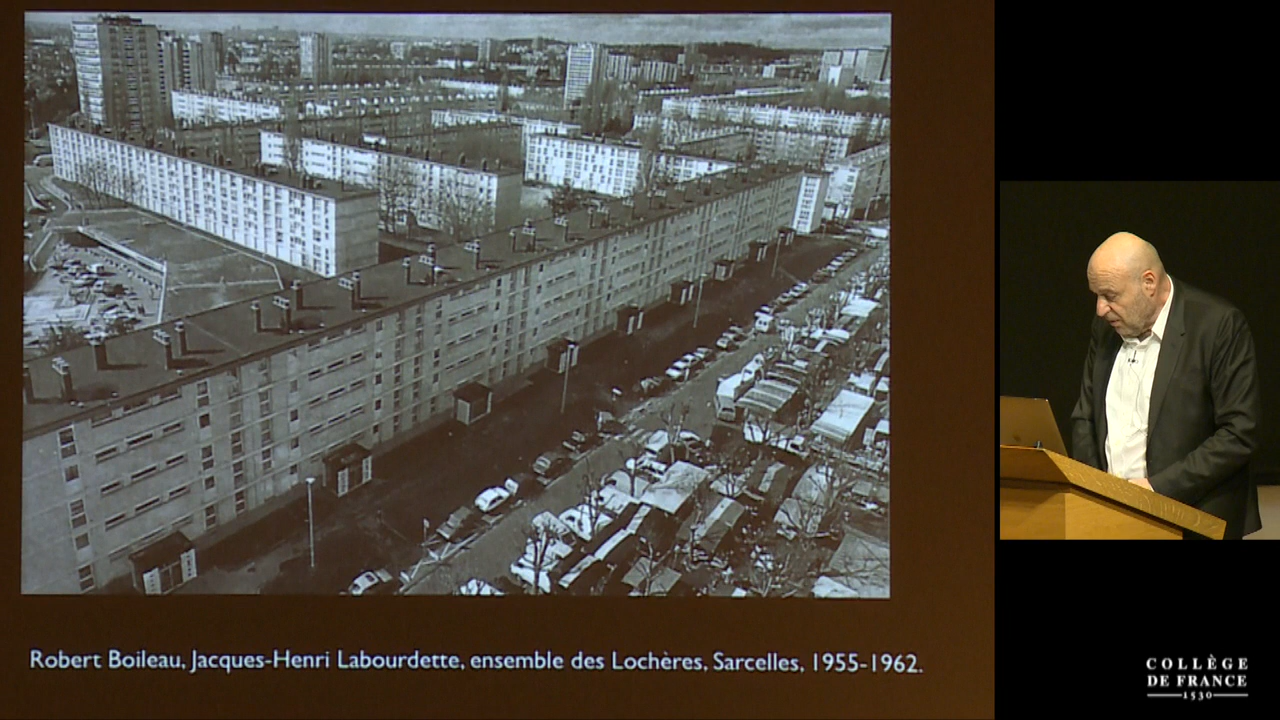 Robert Boileau, Jacques-Henri Labourdette, ensemble des Lochères, Sarcelles, 1955-1962.
COLLÈGE
DE FRANCE
1530